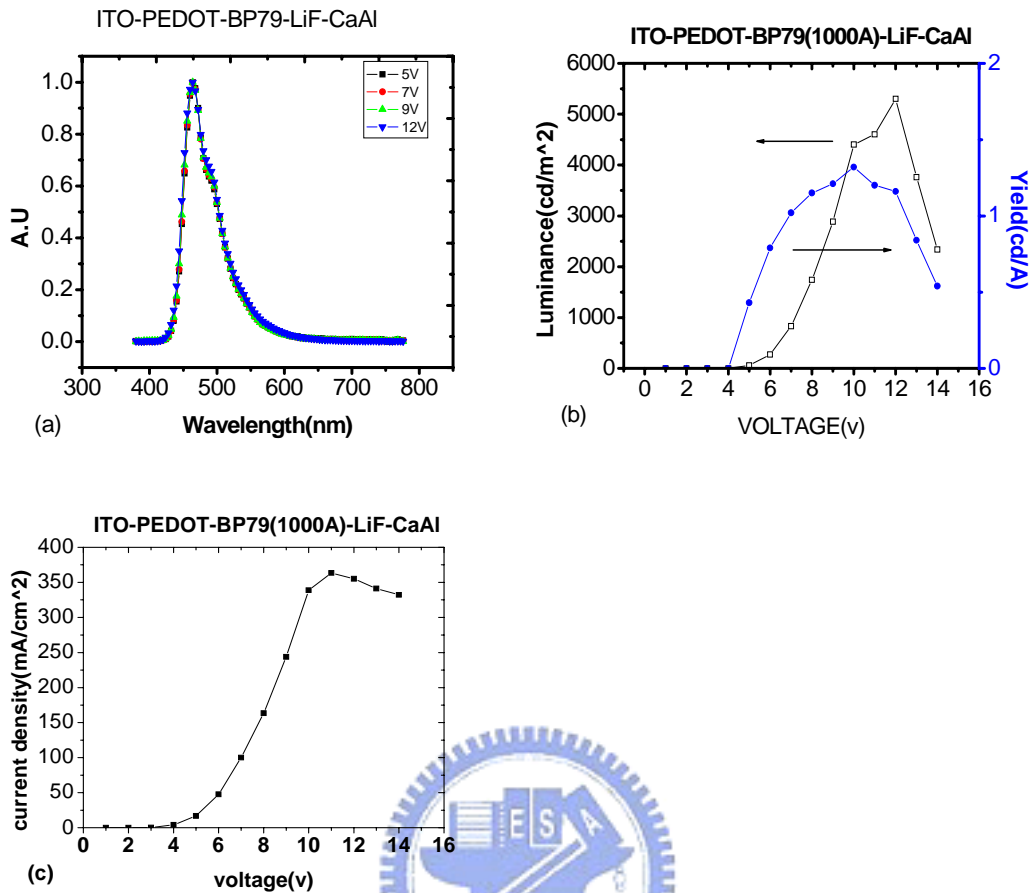 ITO-PEDOT-BP79-LiF-CaAl
5V
7V
9V
12V
A.U
1.0
0.8
0.6
0.4
0.2
0.0
300 400 500 600 700 800
Wavelength(nm)
(a)
ITO-PEDOT-BP79(1000A)-LiF-CaAl
Luminance(cd/m^2)
6000
5000
4000
3000
2000
1000
0
2
1
0
Yield(cd/A)
0 2 4 6 8 10 12 14 16
VOLTAGE(v)
(b)
ITO-PEDOT-BP79(1000A)-LiF-CaAl
current density(mA/cm^2)
400
350
300
250
200
150
100
50
0
0 2 4 6 8 10 12 14 16
voltage(v)
(c)
E S A